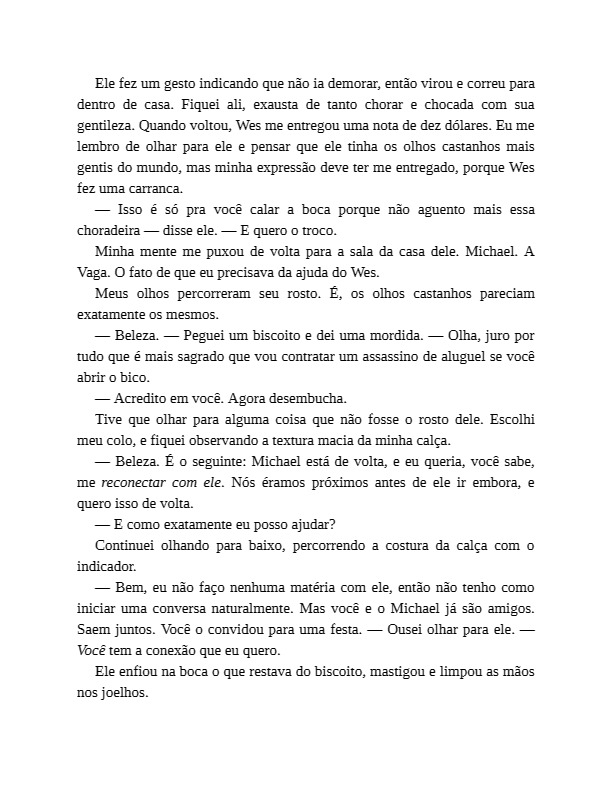 Ele fez um gesto indicando que não ia demorar, então virou e correu para
dentro de casa. Fiquei ali, exausta de tanto chorar e chocada com sua
gentileza. Quando voltou, Wes me entregou uma nota de dez dólares. Eu me
lembro de olhar para ele e pensar que ele tinha os olhos castanhos mais
gentis do mundo, mas minha expressão deve ter me entregado, porque Wes
fez uma carranca.
— Isso é só pra você calar a boca porque não aguento mais essa
choradeira — disse ele. — E quero o troco.
Minha mente me puxou de volta para a sala da casa dele. Michael. A
Vaga. O fato de que eu precisava da ajuda do Wes.
Meus olhos percorreram seu rosto. É, os olhos castanhos pareciam
exatamente os mesmos.
— Beleza. — Peguei um biscoito e dei uma mordida. — Olha, juro por
tudo que é mais sagrado que vou contratar um assassino de aluguel se você
abrir o bico.
— Acredito em você. Agora desembucha.
Tive que olhar para alguma coisa que não fosse o rosto dele. Escolhi
meu colo, e fiquei observando a textura macia da minha calça.
— Beleza. É o seguinte: Michael está de volta, e eu queria, você sabe,
me reconectar com ele. Nós éramos próximos antes de ele ir embora, e
quero isso de volta.
— E como exatamente eu posso ajudar?
Continuei olhando para baixo, percorrendo a costura da calça com o
indicador.
— Bem, eu não faço nenhuma matéria com ele, então não tenho como
iniciar uma conversa naturalmente. Mas você e o Michael já são amigos.
Saem juntos. Você o convidou para uma festa. — Ousei olhar para ele. —
Você tem a conexão que eu quero.
Ele enfiou na boca o que restava do biscoito, mastigou e limpou as mãos
nos joelhos.